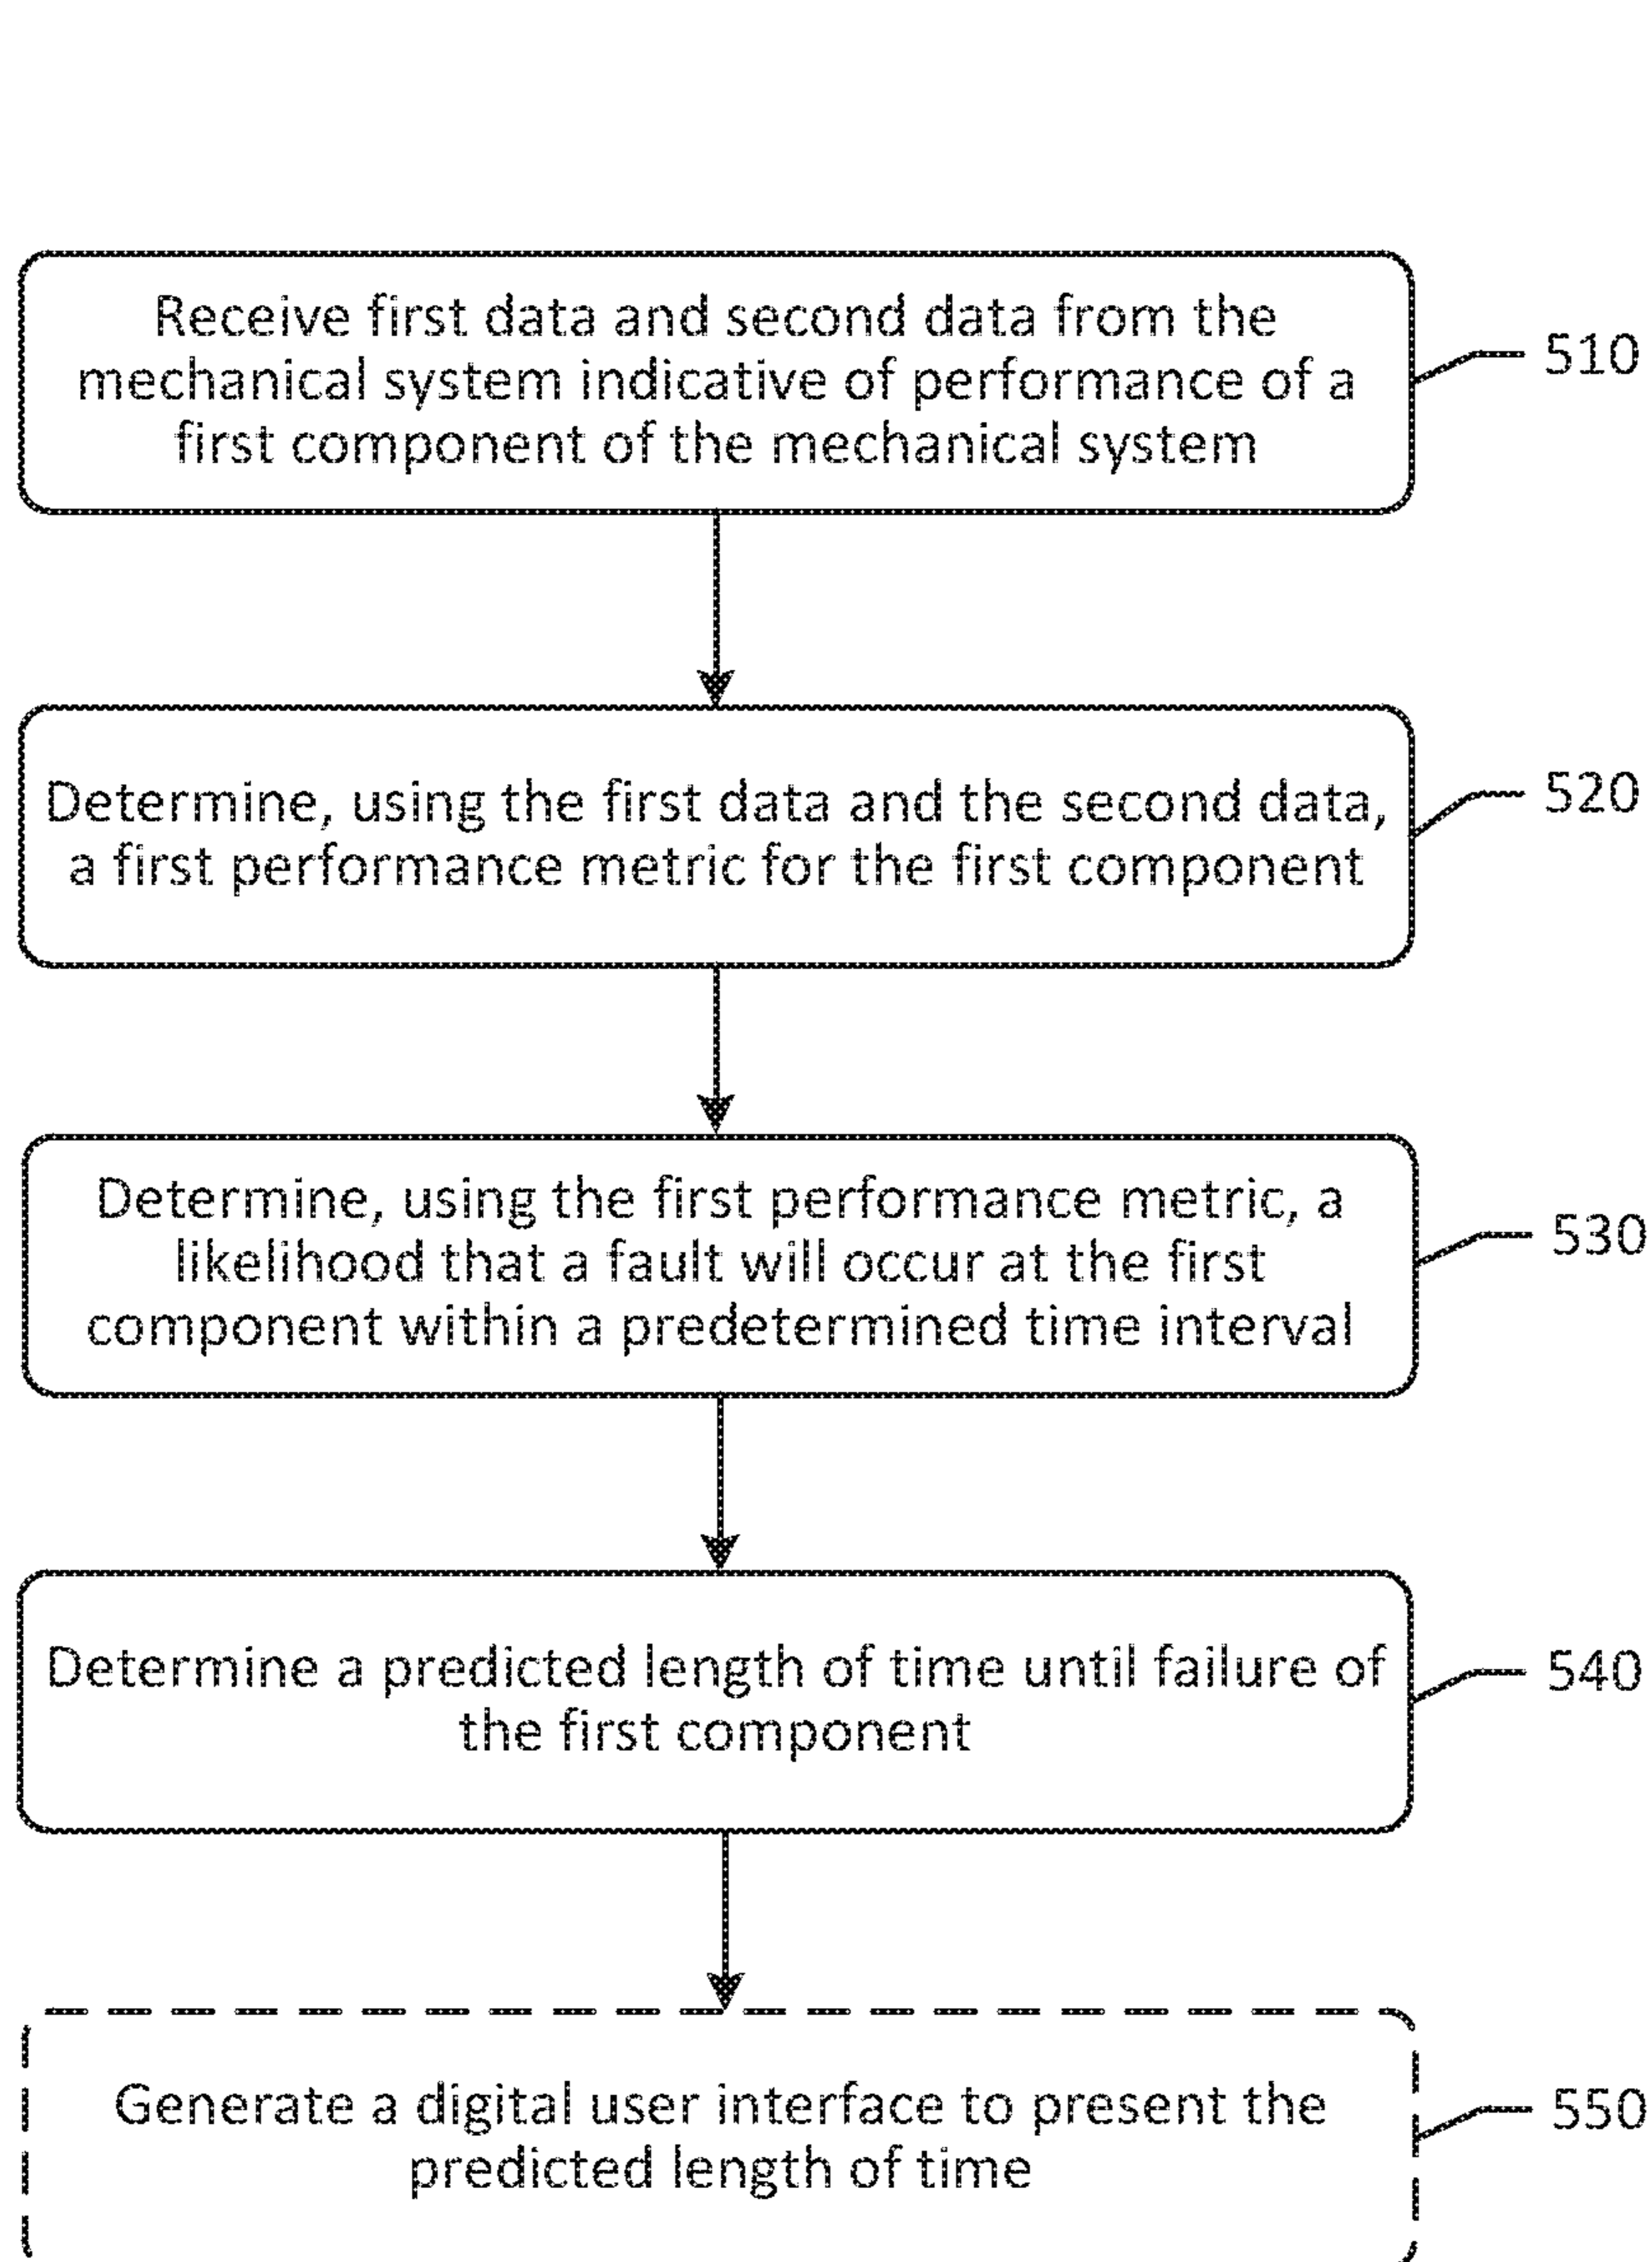 Receive first data and second data from the
mechanical system indicative of performance of a
first component of the mechanical system
510
Determine, using the first data and the second data,
a first performance metric for the first component
520
Determine, using the first performance metric, a
likelihood that a fault will occur at the first
component within a predetermined time interval
530
Determine a predicted length of time until failure of
the first component
540
Generate a digital user interface to present the
predicted length of time
550